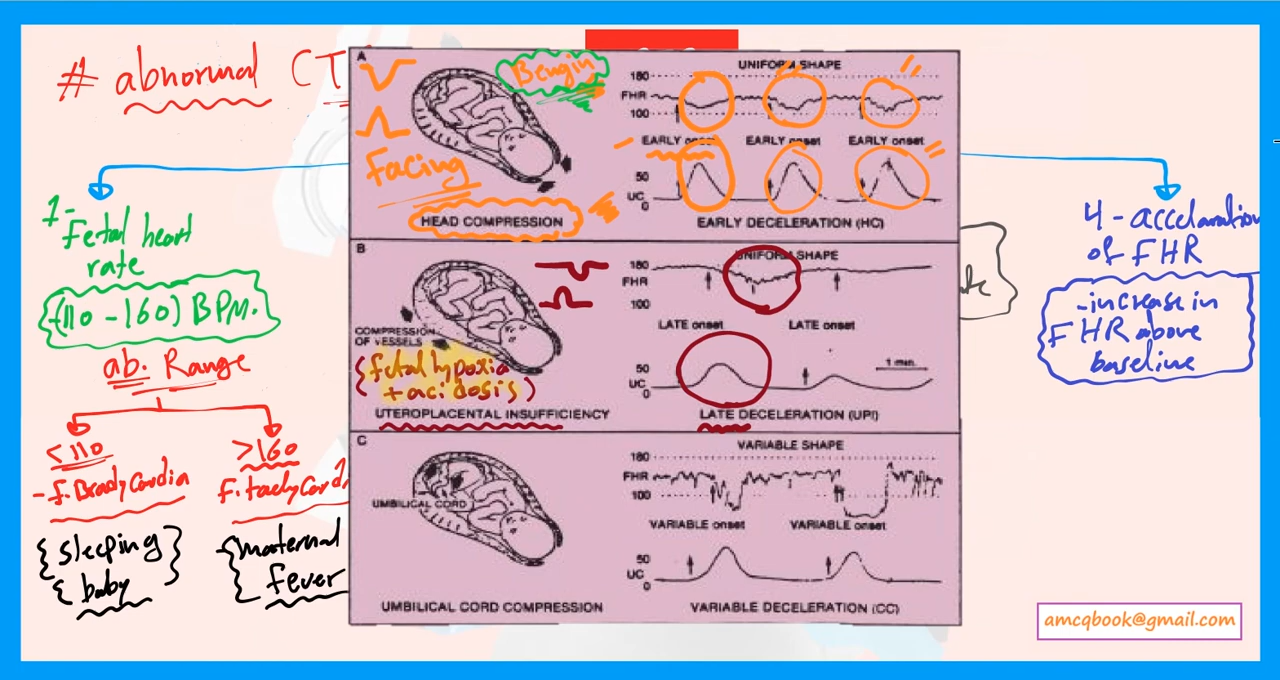 # abnormal CT
1-
Fetal heart
rate
(110 - 160) BPM.
ab. Range
< 110
- f. Bradycardia
{ sleeping }
{ baby
> 160
f. tachycard
{ maternal
fever
A
Bengin
Facing
HEAD COMPRESSION
UNIFORM SHAPE
180
FHR
100
EARLY onset
EARLY onset
EARLY onset
50
UC
0
EARLY DECELERATION (HC)
B
COMPRESSION
OF VESSELS
{ fetal hypoxia
+ acidosis )
UTEROPLACENTAL INSUFFICIENCY
UNIFORM SHAPE
180
FHR
100
LATE onset
LATE onset
1 min.
50
UC
0
LATE DECELERATION (UPI)
C
UMBILICAL CORD
UMBILICAL CORD COMPRESSION
VARIABLE SHAPE
180
FHR
100
VARIABLE onset
VARIABLE onset
50
UC
0
VARIABLE DECELERATION (CC)
4 - accelaration
of FHR
- increase in
FHR above
baseline
amcqbook@gmail.com